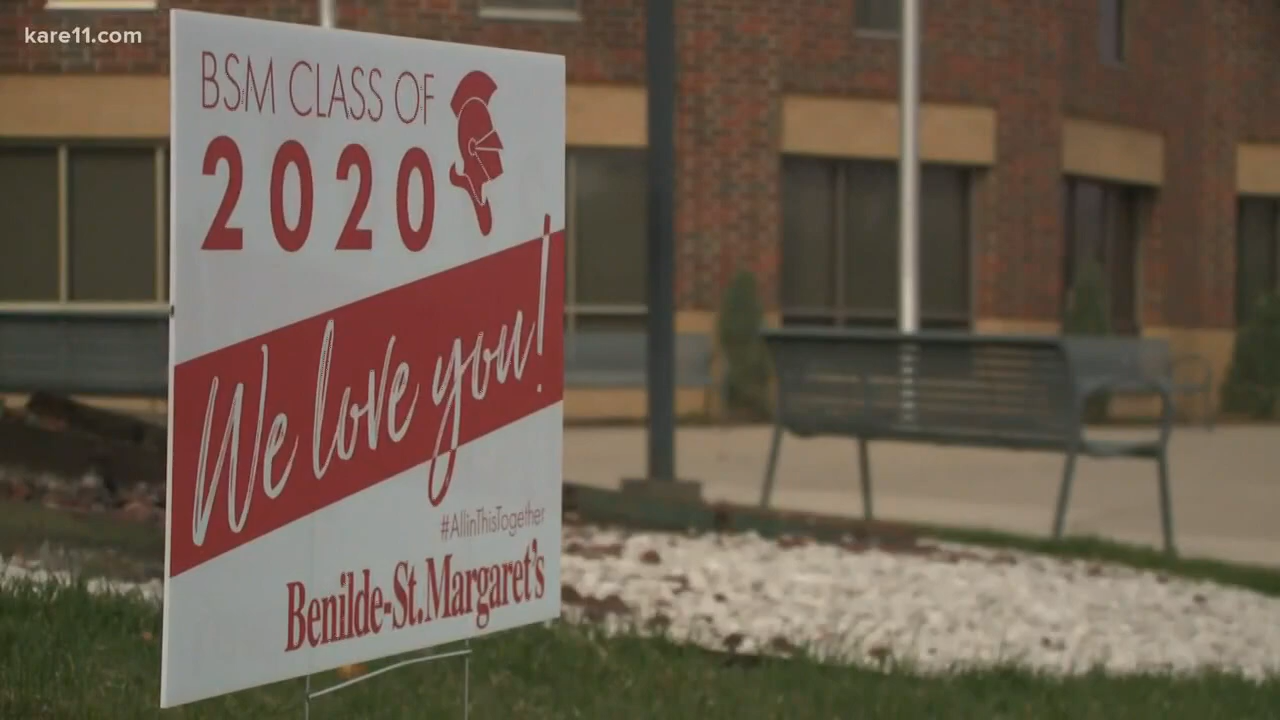 kare11.com
BSM CLASS OF
2020
We love you!
#AllinThisTogether
Benilde-St. Margaret's